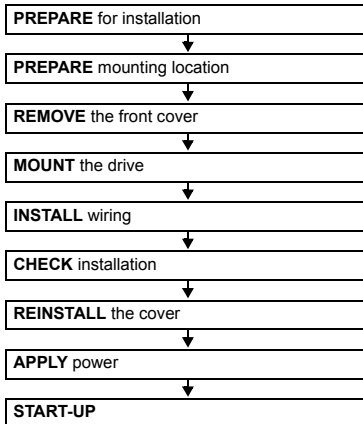 PREPARE for installation
PREPARE mounting location
REMOVE the front cover
MOUNT the drive
INSTALL wiring
CHECK installation
REINSTALL the cover
APPLY power
START-UP